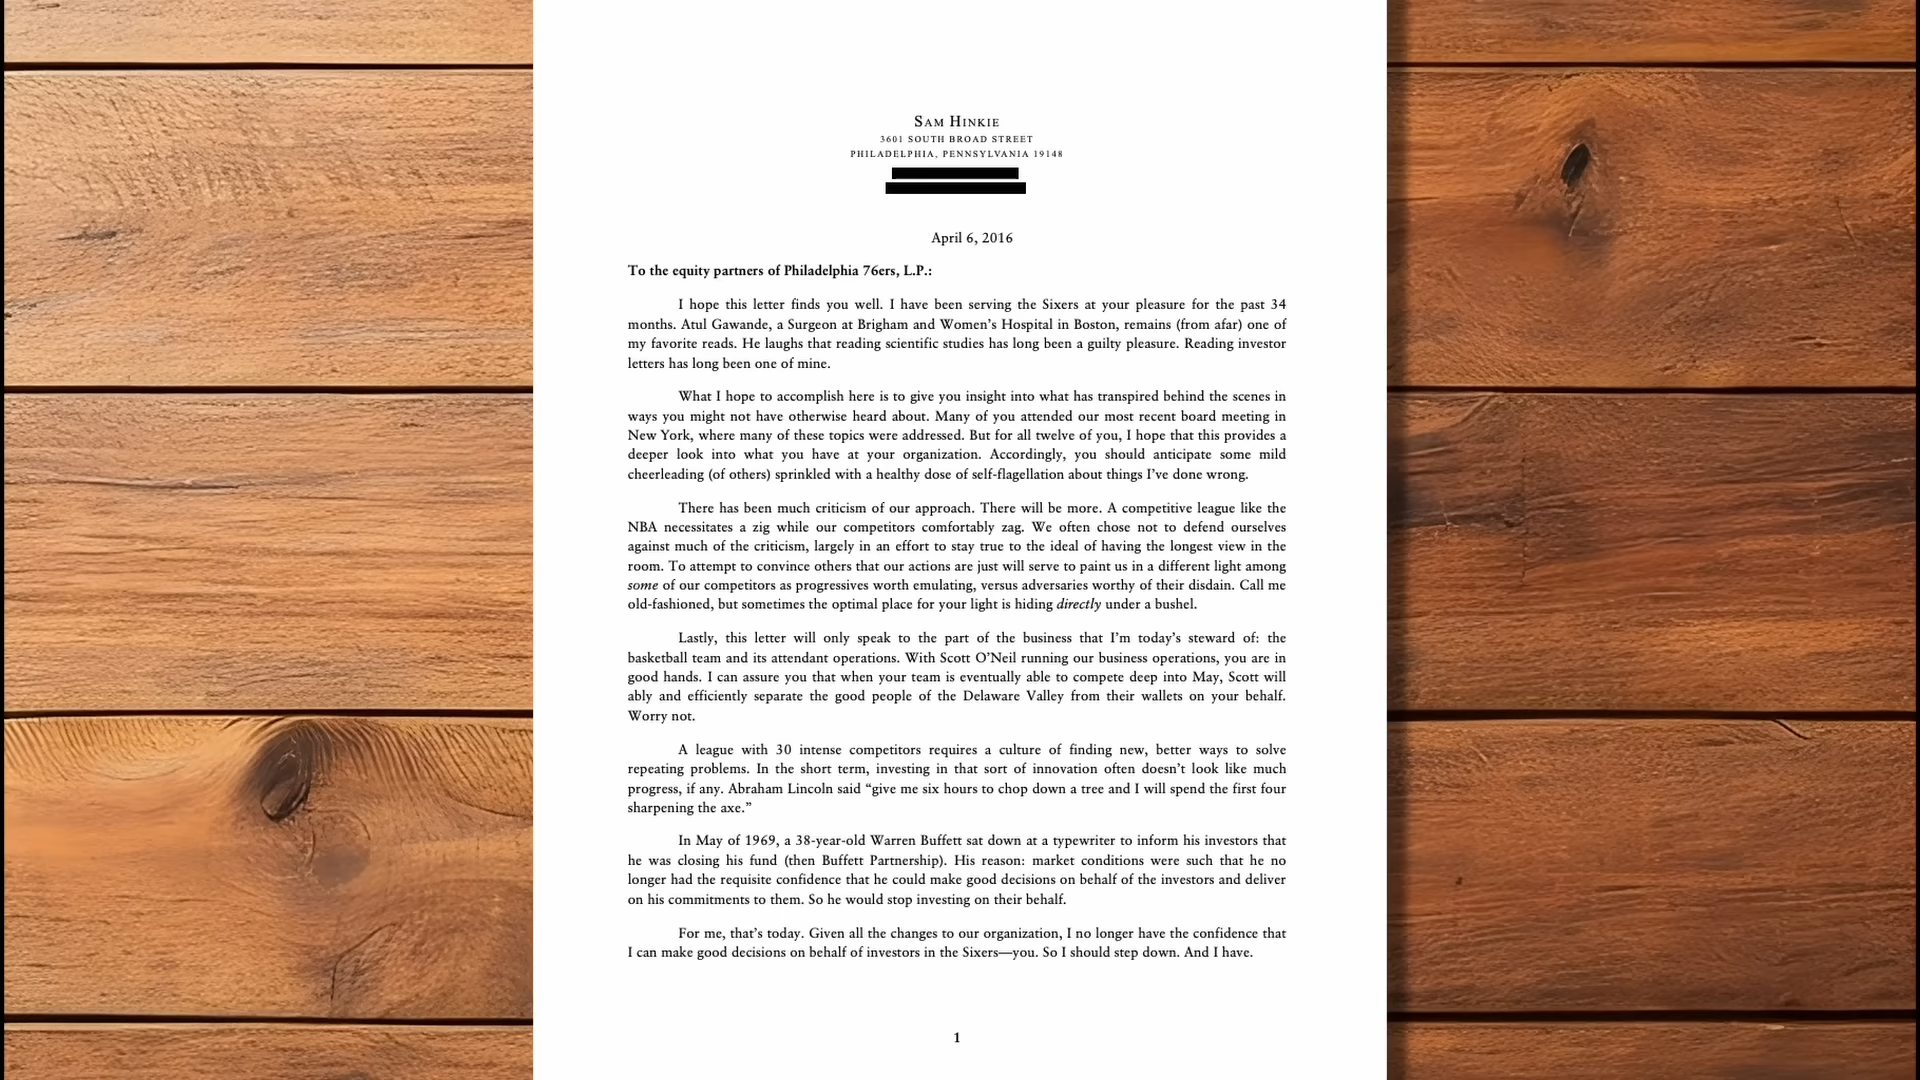 SAM HINKIE
3601 SOUTH BROAD STREET
PHILADELPHIA, PENNSYLVANIA 19148
April 6, 2016
To the equity partners of Philadelphia 76ers, L.P.:
I hope this letter finds you well. I have been serving the Sixers at your pleasure for the past 34
months. Atul Gawande, a Surgeon at Brigham and Women's Hospital in Boston, remains (from afar) one of
my favorite reads. He laughs that reading scientific studies has long been a guilty pleasure. Reading investor
letters has long been one of mine.
What I hope to accomplish here is to give you insight into what has transpired behind the scenes in
ways you might not have otherwise heard about. Many of you attended our most recent board meeting in
New York, where many of these topics were addressed. But for all twelve of you, I hope that this provides a
deeper look into what you have at your organization. Accordingly, you should anticipate some mild
cheerleading (of others) sprinkled with a healthy dose of self-flagellation about things I've done wrong.
There has been much criticism of our approach. There will be more. A competitive league like the
NBA necessitates a zig while our competitors comfortably zag. We often chose not to defend ourselves
against much of the criticism, largely in an effort to stay true to the ideal of having the longest view in the
room. To attempt to convince others that our actions are just will serve to paint us in a different light among
some of our competitors as progressives worth emulating, versus adversaries worthy of their disdain. Call me
old-fashioned, but sometimes the optimal place for your light is hiding directly under a bushel.
Lastly, this letter will only speak to the part of the business that I'm today's steward of: the
basketball team and its attendant operations. With Scott O'Neil running our business operations, you are in
good hands. I can assure you that when your team is eventually able to compete deep into May, Scott will
ably and efficiently separate the good people of the Delaware Valley from their wallets on your behalf.
Worry not.
A league with 30 intense competitors requires a culture of finding new, better ways to solve
repeating problems. In the short term, investing in that sort of innovation often doesn't look like much
progress, if any. Abraham Lincoln said “give me six hours to chop down a tree and I will spend the first four
sharpening the axe.”
In May of 1969, a 38-year-old Warren Buffett sat down at a typewriter to inform his investors that
he was closing his fund (then Buffett Partnership). His reason: market conditions were such that he no
longer had the requisite confidence that he could make good decisions on behalf of the investors and deliver
on his commitments to them. So he would stop investing on their behalf.
For me, that's today. Given all the changes to our organization, I no longer have the confidence that
I can make good decisions on behalf of investors in the Sixers—you. So I should step down. And I have.
1